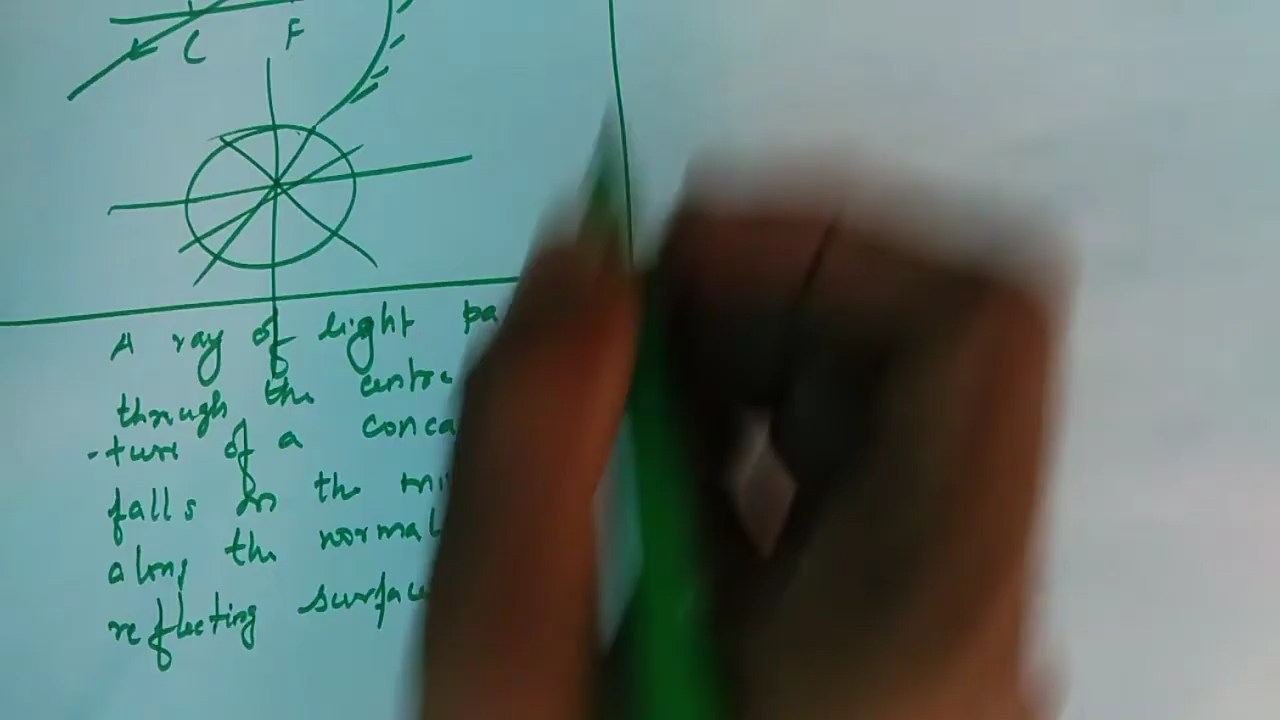 C F
A ray of light pa
through the centre
-ture of a conca
falls on the mi
along the normal
reflecting surface